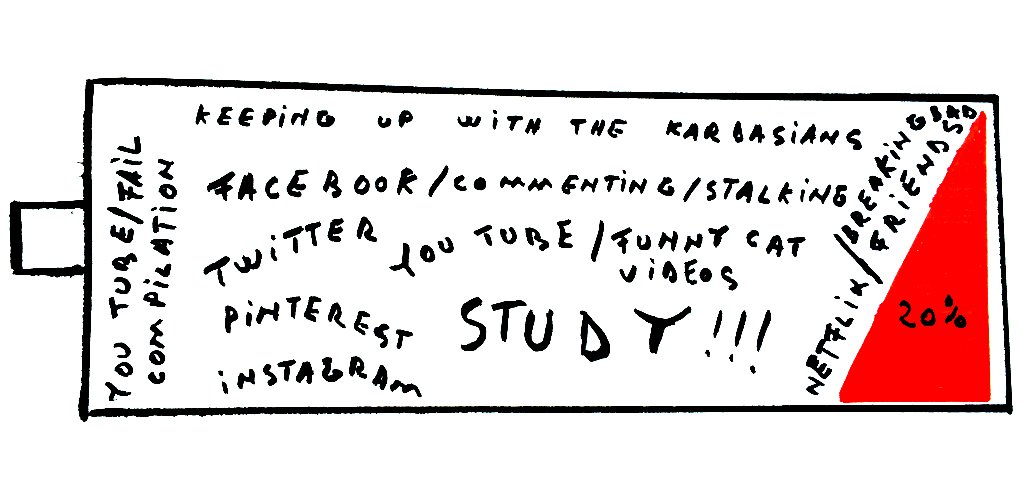 KEEPING UP WITH THE KARDASIANS
FACEBOOK/COMMENTING/STALKING
TWITTER
YOU TUBE/FUNNY CAT
VIDEOS
PINTEREST
STUDY!!!
INSTAGRAM
YOU TUBE/FAIL
COMPILATION
NETFLIX/BREAKING BAD
/FRIENDS
20%